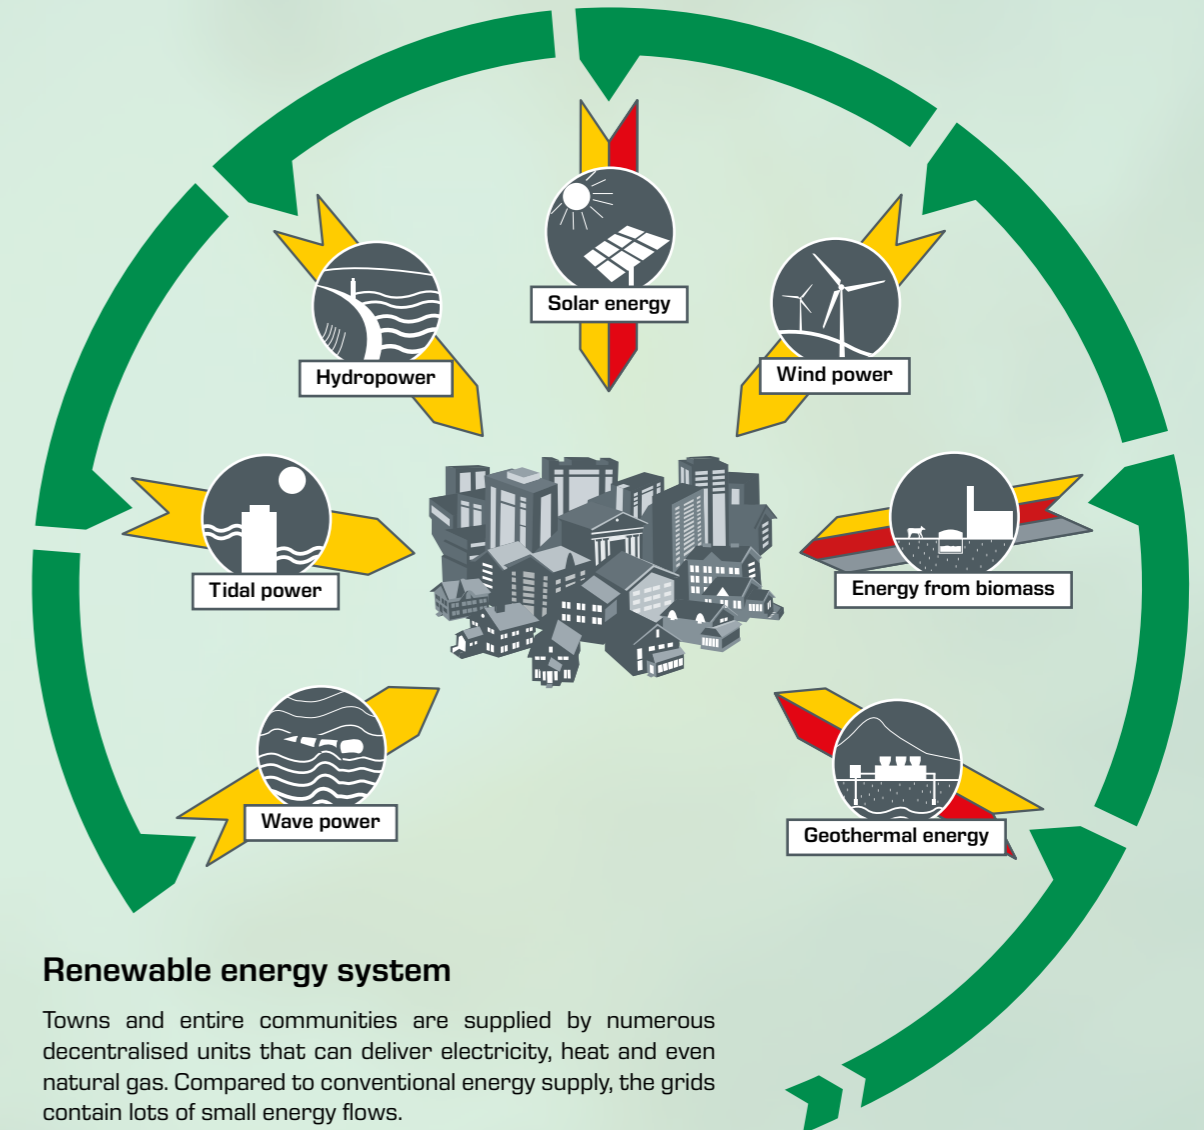 Solar energy
Hydropower
Wind power
Tidal power
Energy from biomass
Wave power
Geothermal energy
Renewable energy system
Towns and entire communities are supplied by numerous
decentralised units that can deliver electricity, heat and even
natural gas. Compared to conventional energy supply, the grids
contain lots of small energy flows.